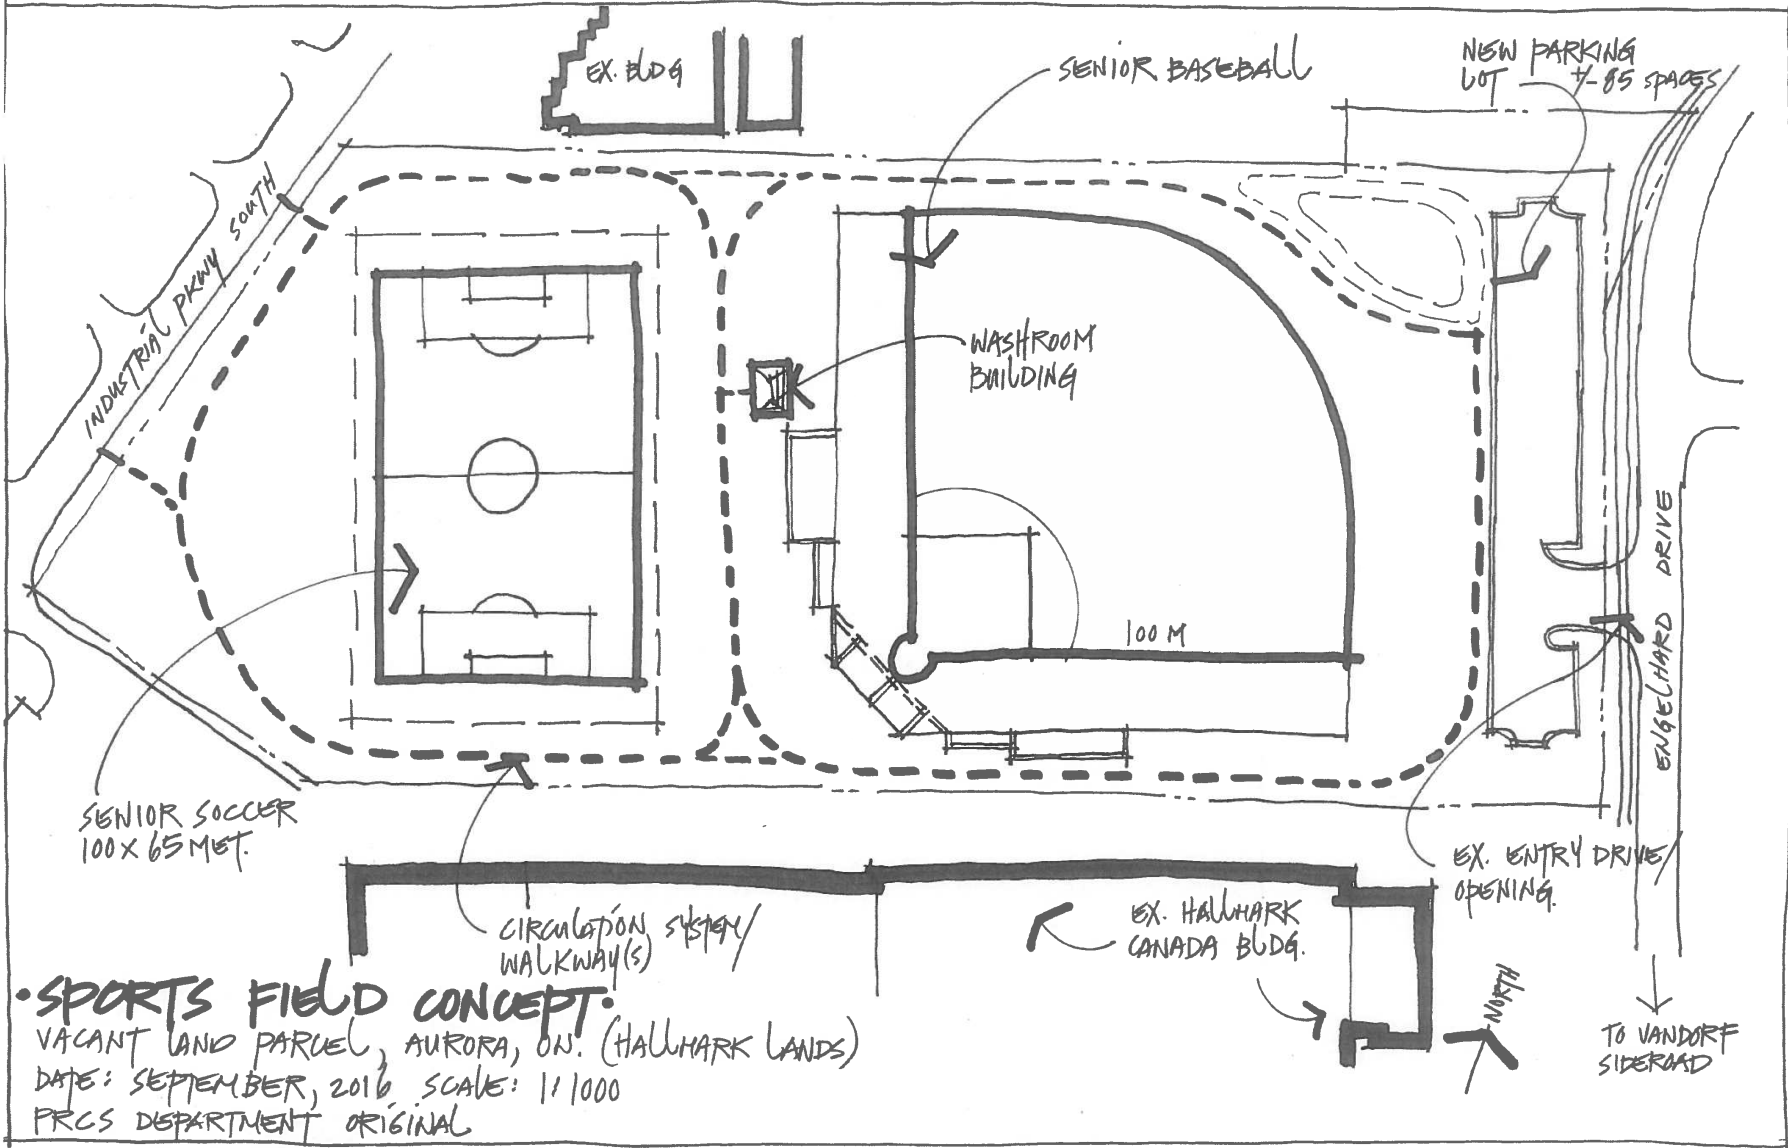 EX. BLDG
SENIOR BASEBALL
NEW PARKING
LOT +/- 85 SPACES
INDUSTRIAL PKWY SOUTH
WASHROOM
BUILDING
100 M
ENGELHARD DRIVE
SENIOR SOCCER
100 X 65 MET.
EX. ENTRY DRIVE/
OPENING.
CIRCULATION SYSTEM/
WALKWAY(S)
EX. HALLMARK
CANADA BLDG.
NORTH
TO VANDORF
SIDEROAD
•SPORTS FIELD CONCEPT•
VACANT LAND PARCEL, AURORA, ON. (HALLMARK LANDS)
DATE: SEPTEMBER, 2016 SCALE: 1:1000
PRCS DEPARTMENT ORIGINAL